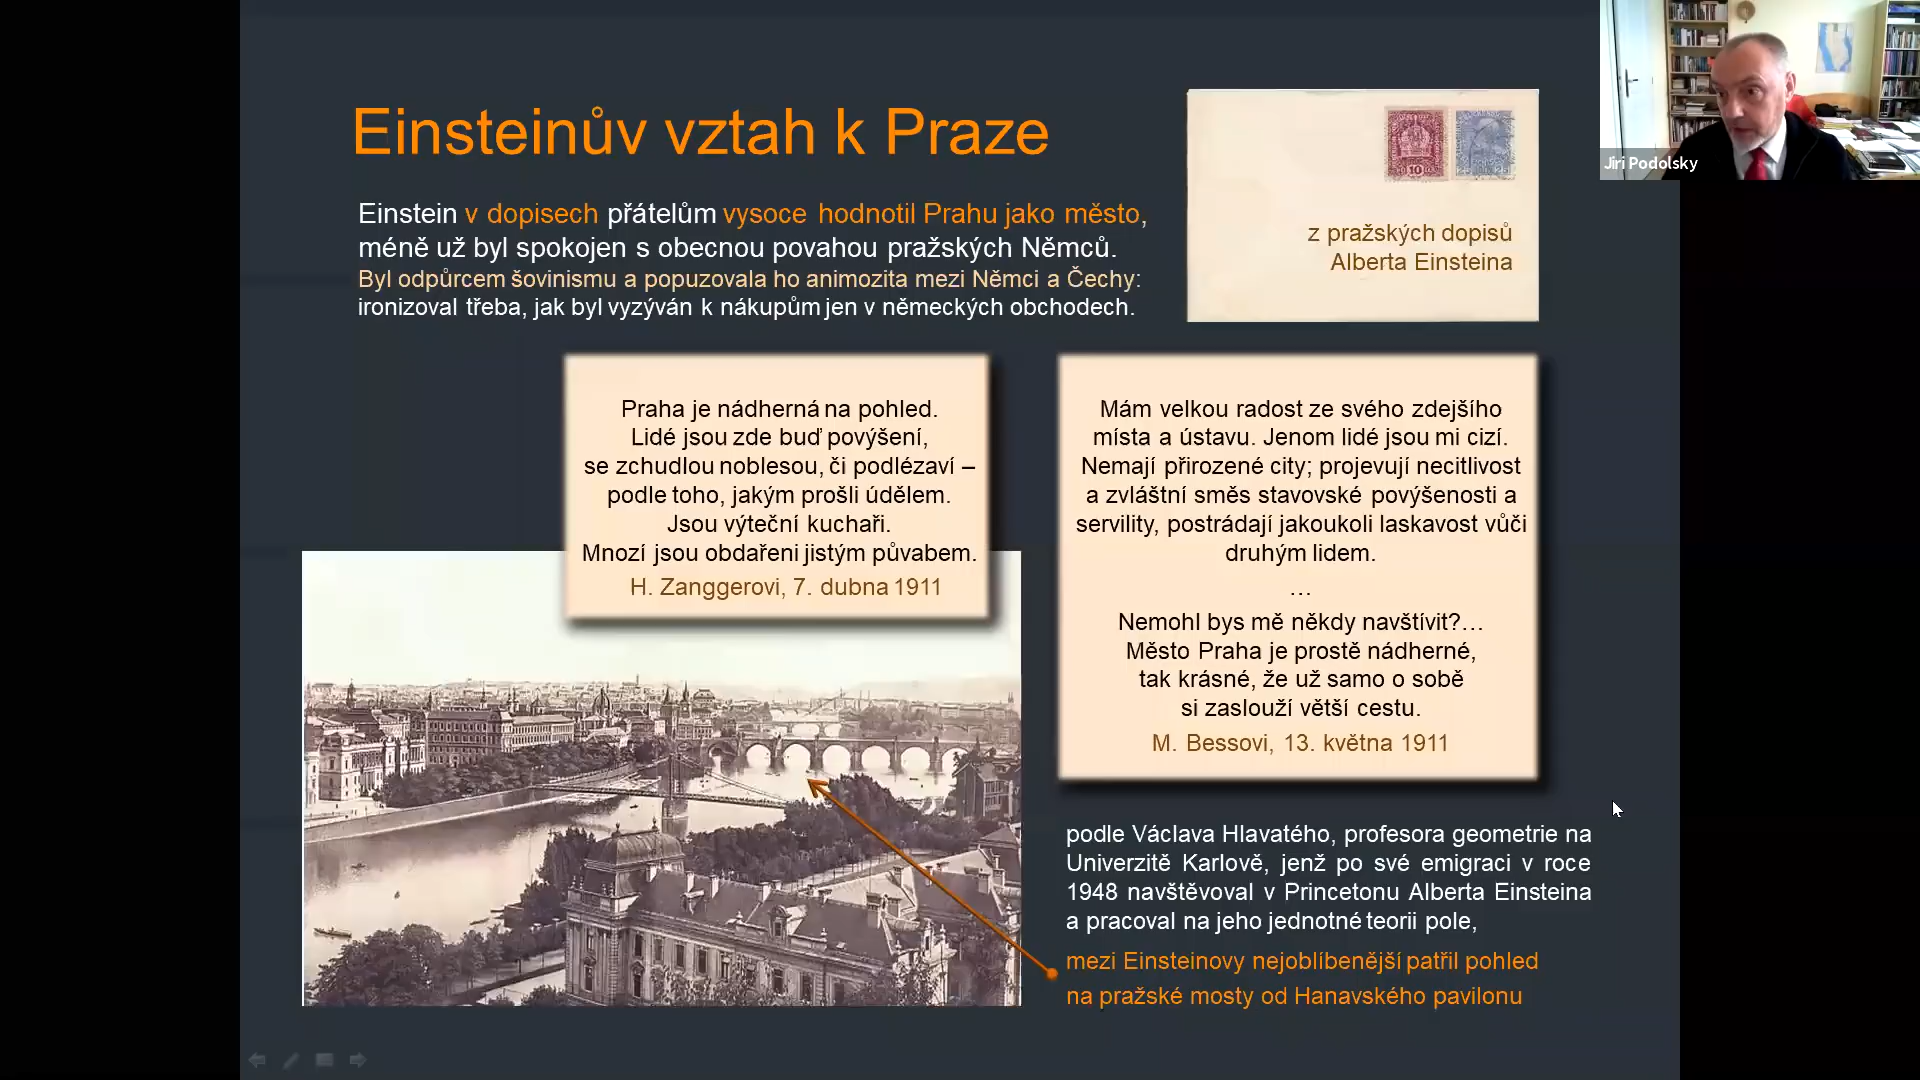 Einsteinův vztah k Praze
Einstein v dopisech přátelům vysoce hodnotil Prahu jako město,
méně už byl spokojen s obecnou povahou pražských Němců.
Byl odpůrcem šovinismu a popuzovala ho animozita mezi Němci a Čechy:
ironizoval třeba, jak byl vyzýván k nákupům jen v německých obchodech.
10
z pražských dopisů
Alberta Einsteina
Jiri Podolsky
Praha je nádherná na pohled.
Lidé jsou zde buď povýšení,
se zchudlou noblesou, či podlézaví –
podle toho, jakým prošli údělem.
Jsou výteční kuchaři.
Mnozí jsou obdařeni jistým půvabem.
H. Zanggerovi, 7. dubna 1911
Mám velkou radost ze svého zdejšího
místa a ústavu. Jenom lidé jsou mi cizí.
Nemají přirozené city; projevují necitlivost
a zvláštní směs stavovské povýšenosti a
servility, postrádají jakoukoli laskavost vůči
druhým lidem.
…
Nemohl bys mě někdy navštívit?…
Město Praha je prostě nádherné,
tak krásné, že už samo o sobě
si zaslouží větší cestu.
M. Bessovi, 13. května 1911
podle Václava Hlavatého, profesora geometrie na
Univerzitě Karlově, jenž po své emigraci v roce
1948 navštěvoval v Princetonu Alberta Einsteina
a pracoval na jeho jednotné teorii pole,
mezi Einsteinovy nejoblíbenější patřil pohled
na pražské mosty od Hanavského pavilonu